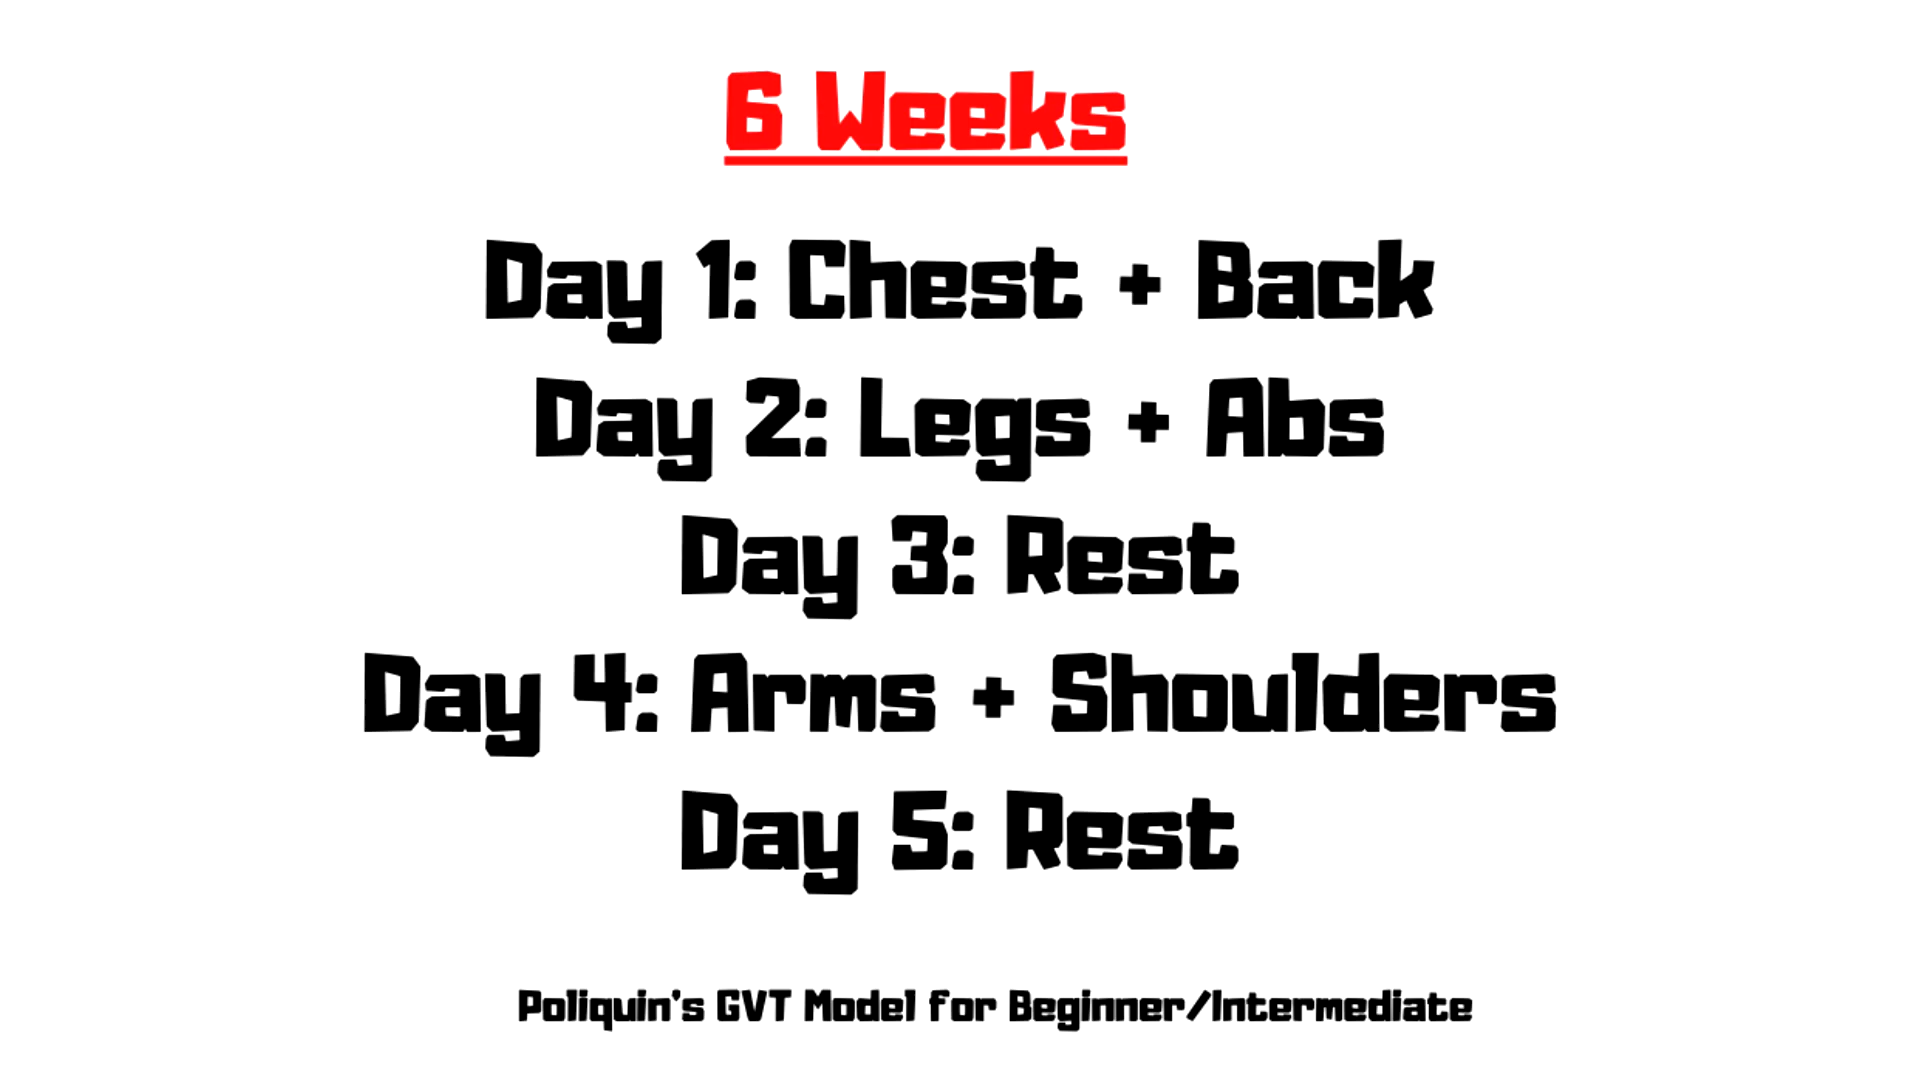 6 Weeks
Day 1: Chest + Back
Day 2: Legs + Abs
Day 3: Rest
Day 4: Arms + Shoulders
Day 5: Rest
Poliquin's GVT Model for Beginner/Intermediate